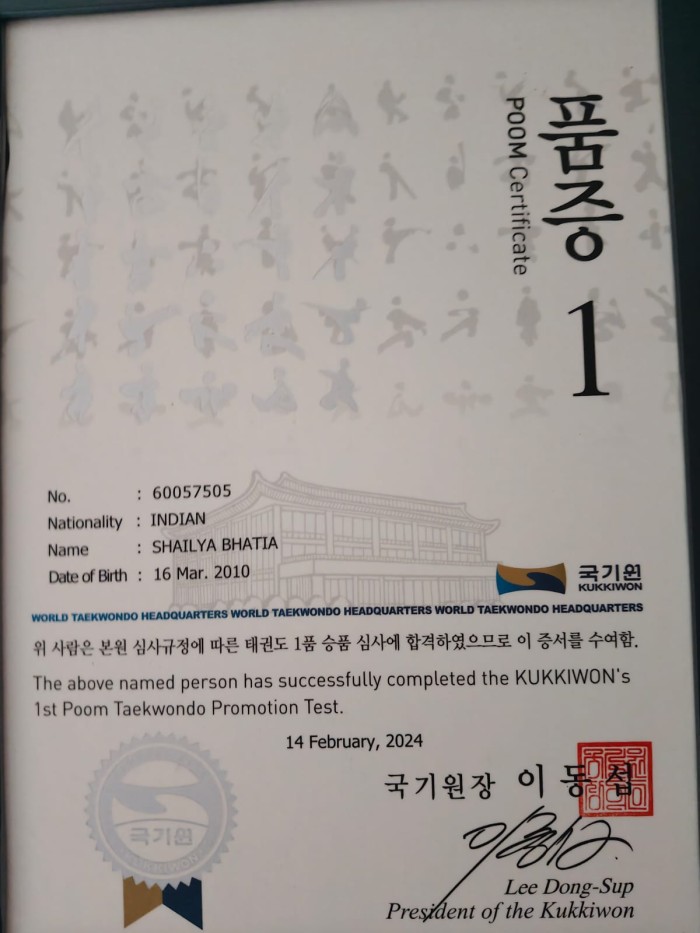 품증
POOM Certificate
1
No. : 60057505
Nationality : INDIAN
Name : SHAILYA BHATIA
Date of Birth : 16 Mar. 2010
국기원
KUKKIWON
WORLD TAEKWONDO HEADQUARTERS WORLD TAEKWONDO HEADQUARTERS WORLD TAEKWONDO HEADQUARTERS
위 사람은 본원 심사규정에 따른 태권도 1품 승품 심사에 합격하였으므로 이 증서를 수여함.
The above named person has successfully completed the KUKKIWON's
1st Poom Taekwondo Promotion Test.
14 February, 2024
국기원장 이동섭
국기원
KUKKIWON
Lee Dong-Sup
President of the Kukkiwon